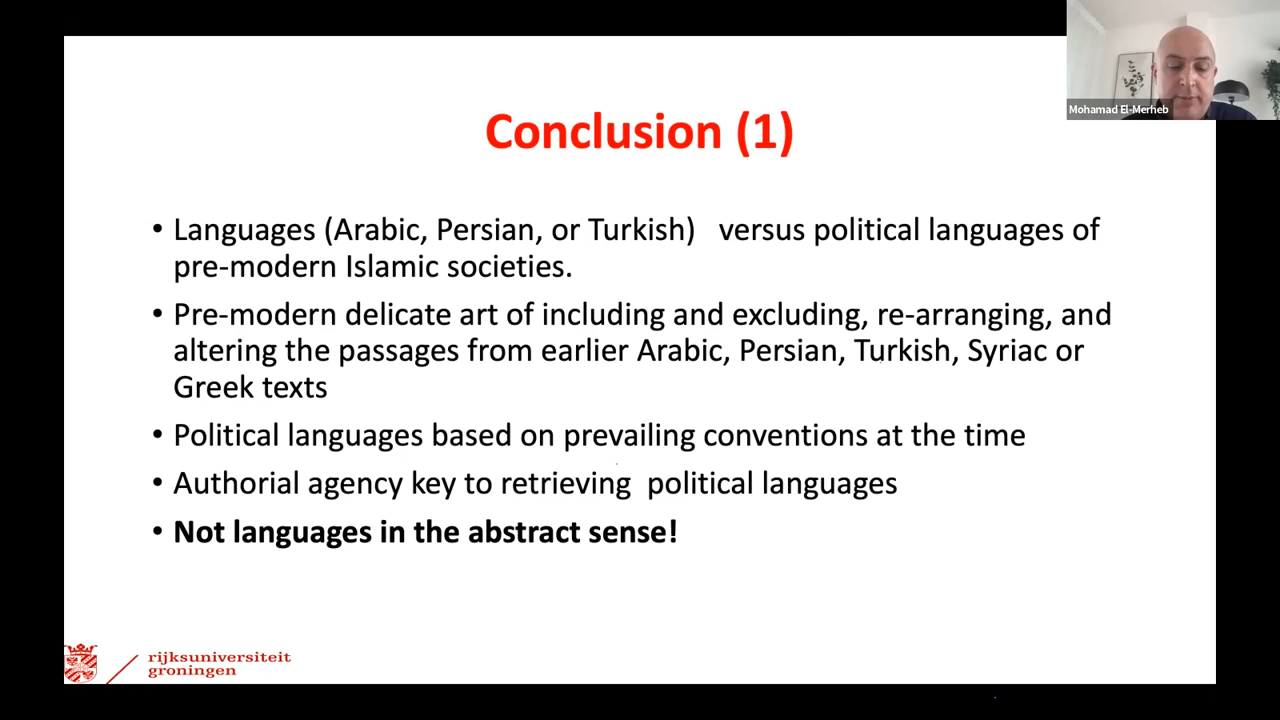 Mohamad El-Merheb
Conclusion (1)
• Languages (Arabic, Persian, or Turkish)   versus political languages of
pre-modern Islamic societies.
• Pre-modern delicate art of including and excluding, re-arranging, and
altering the passages from earlier Arabic, Persian, Turkish, Syriac or
Greek texts
• Political languages based on prevailing conventions at the time
• Authorial agency key to retrieving  political languages
• Not languages in the abstract sense!
rijksuniversiteit
groningen